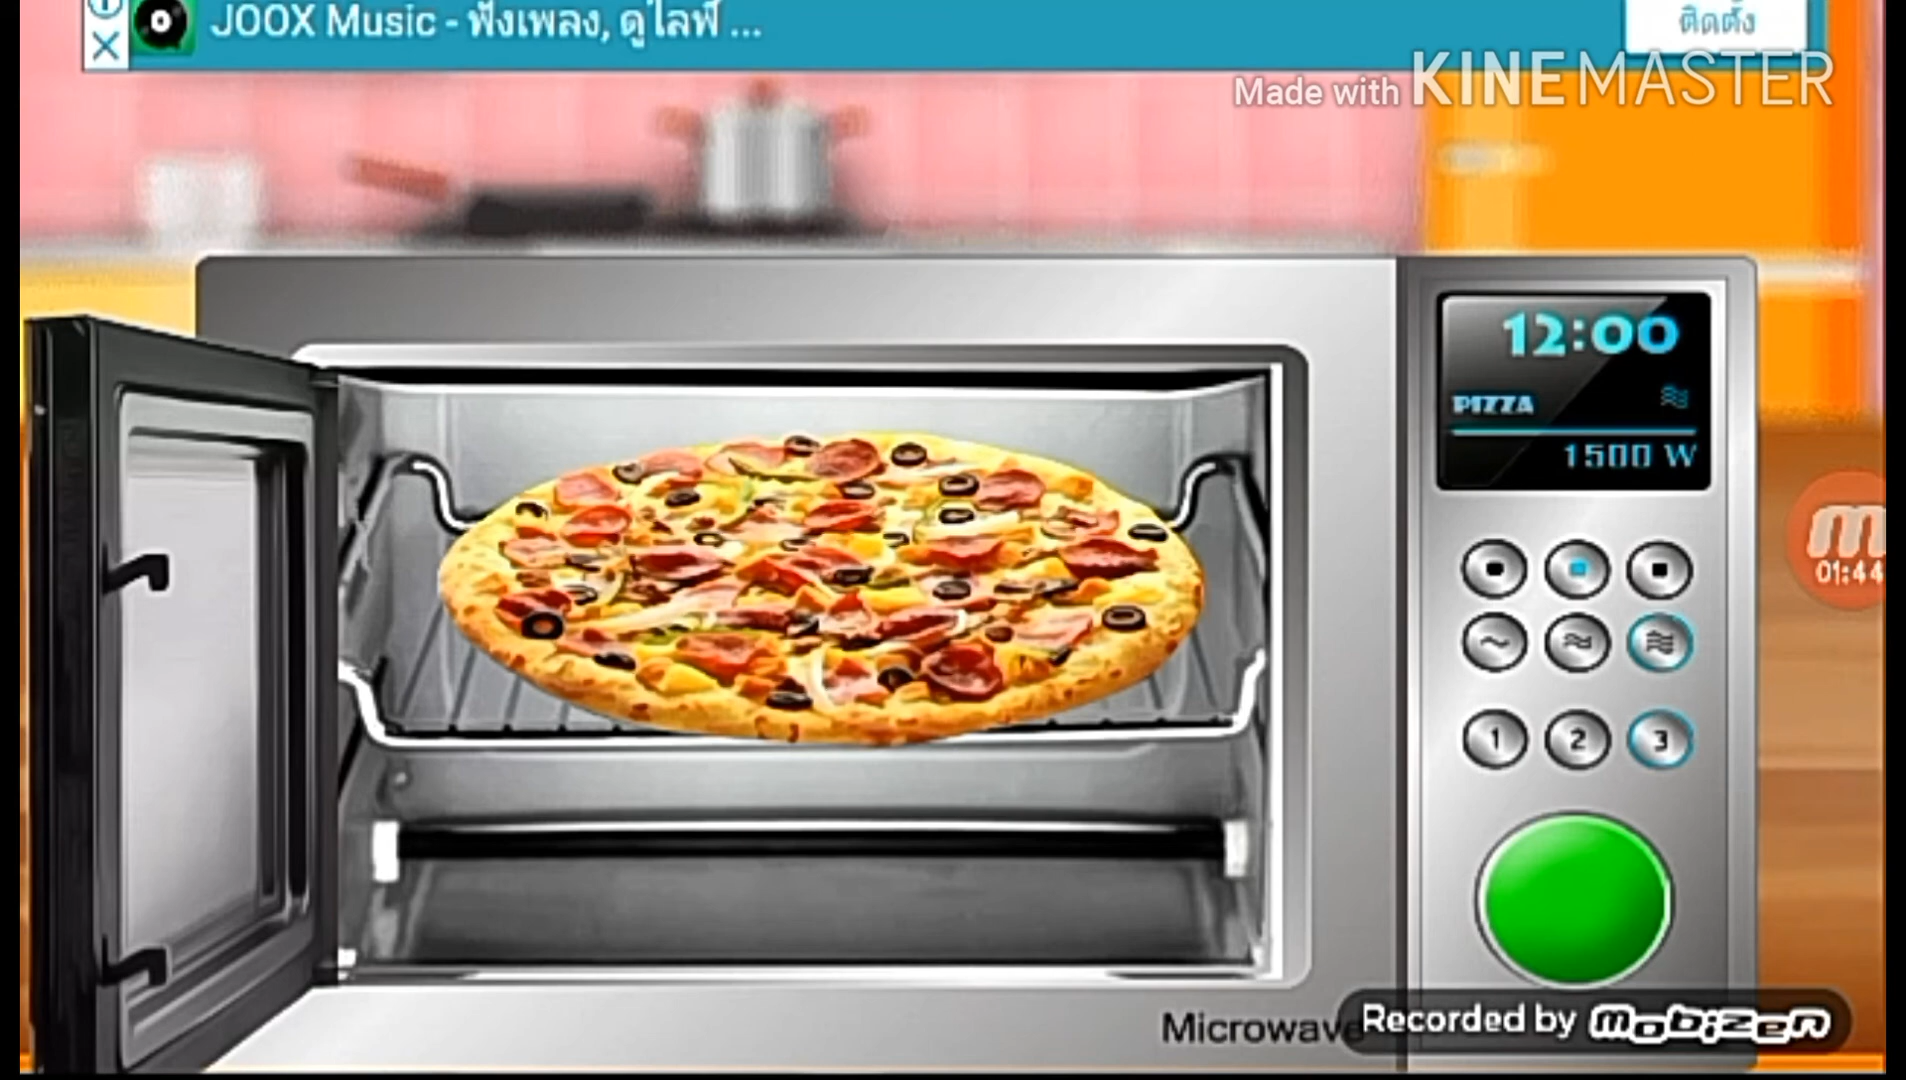 JOOX Music - ฟังเพลง, ดูไลฟ์ ...
ติดตั้ง
Made with KINEMASTER
12:00
PIZZA
1500 W
01:44
1 2 3
Microwave
Recorded by mobizen